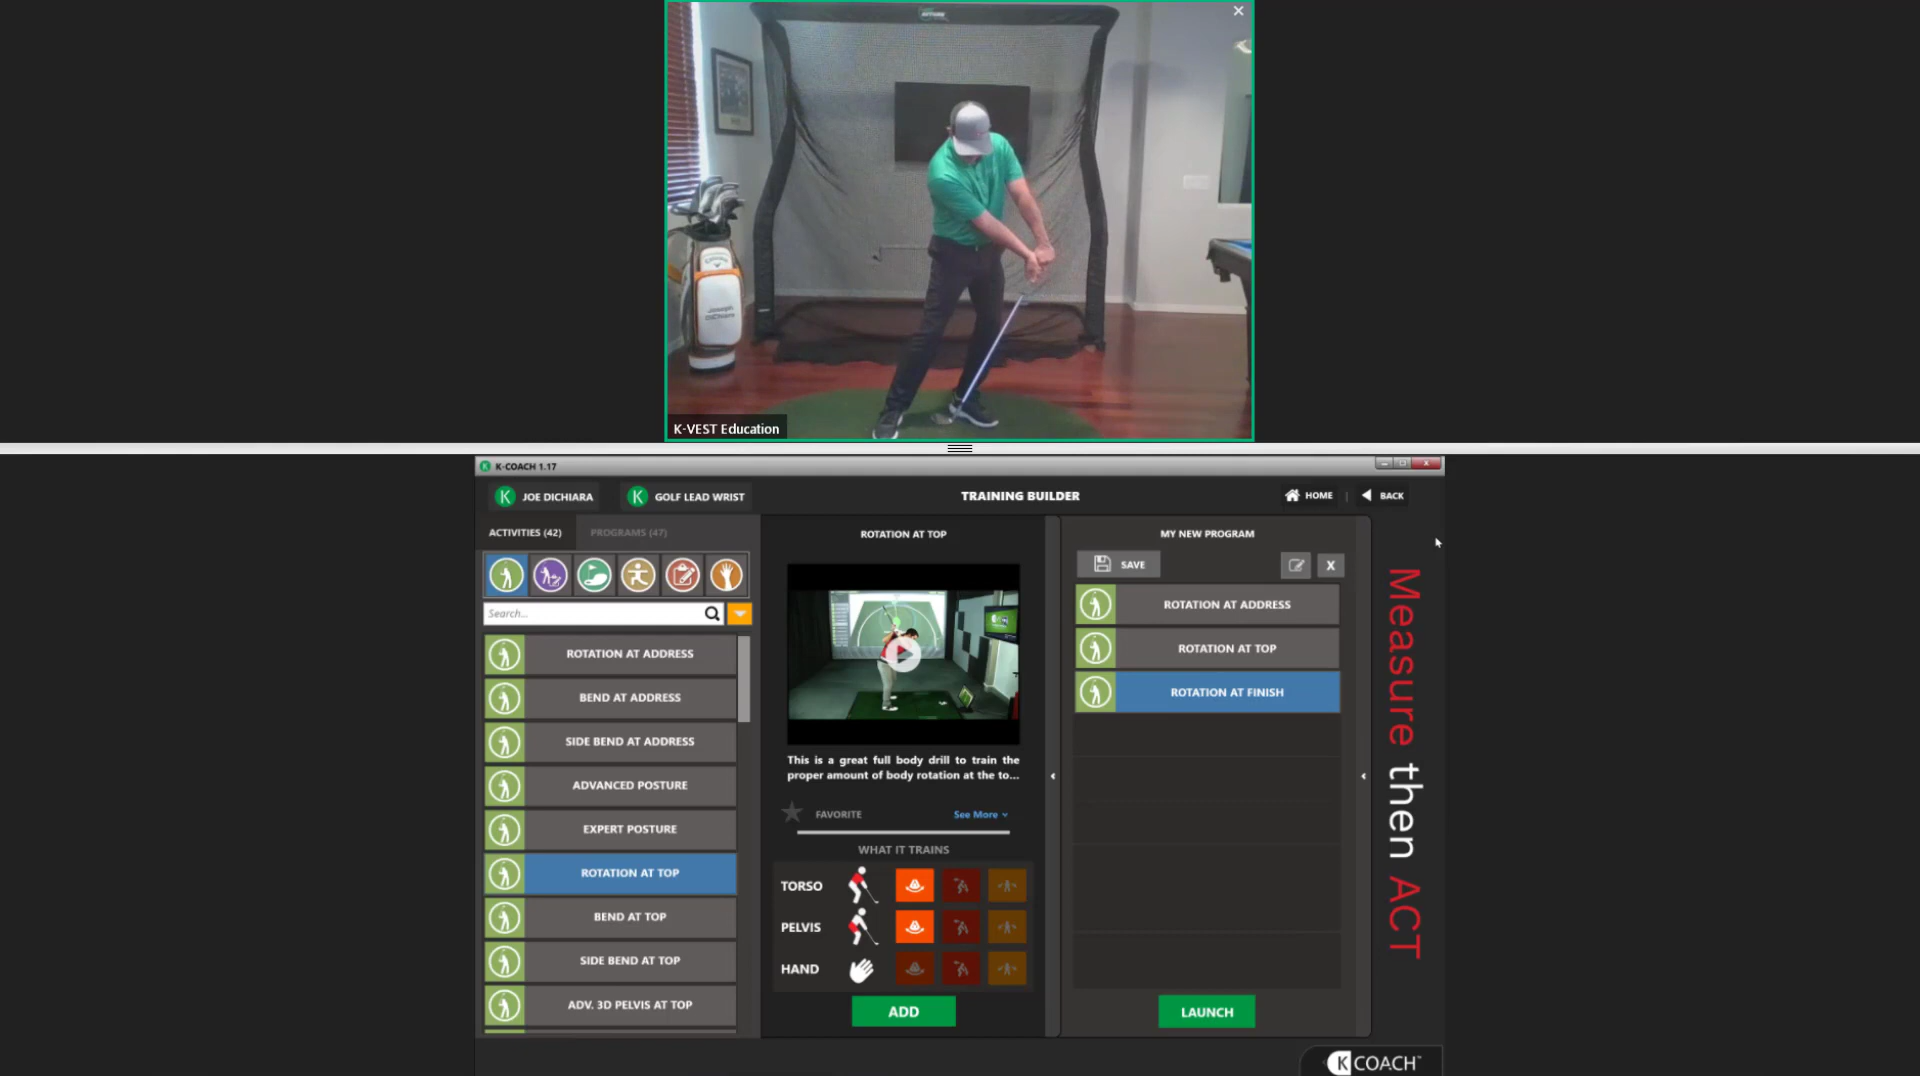 K-VEST Education
K-COACH 1.17
JOE DICHIARA
GOLF LEAD WRIST
TRAINING BUILDER
HOME
BACK
ACTIVITIES (42)
PROGRAMS (47)
Search...
ROTATION AT ADDRESS
BEND AT ADDRESS
SIDE BEND AT ADDRESS
ADVANCED POSTURE
EXPERT POSTURE
ROTATION AT TOP
BEND AT TOP
SIDE BEND AT TOP
ADV. 3D PELVIS AT TOP
ROTATION AT TOP
This is a great full body drill to train the
proper amount of body rotation at the to...
FAVORITE
See More
WHAT IT TRAINS
TORSO
PELVIS
HAND
ADD
MY NEW PROGRAM
SAVE
X
ROTATION AT ADDRESS
ROTATION AT TOP
ROTATION AT FINISH
LAUNCH
Measure then ACT
K COACH™